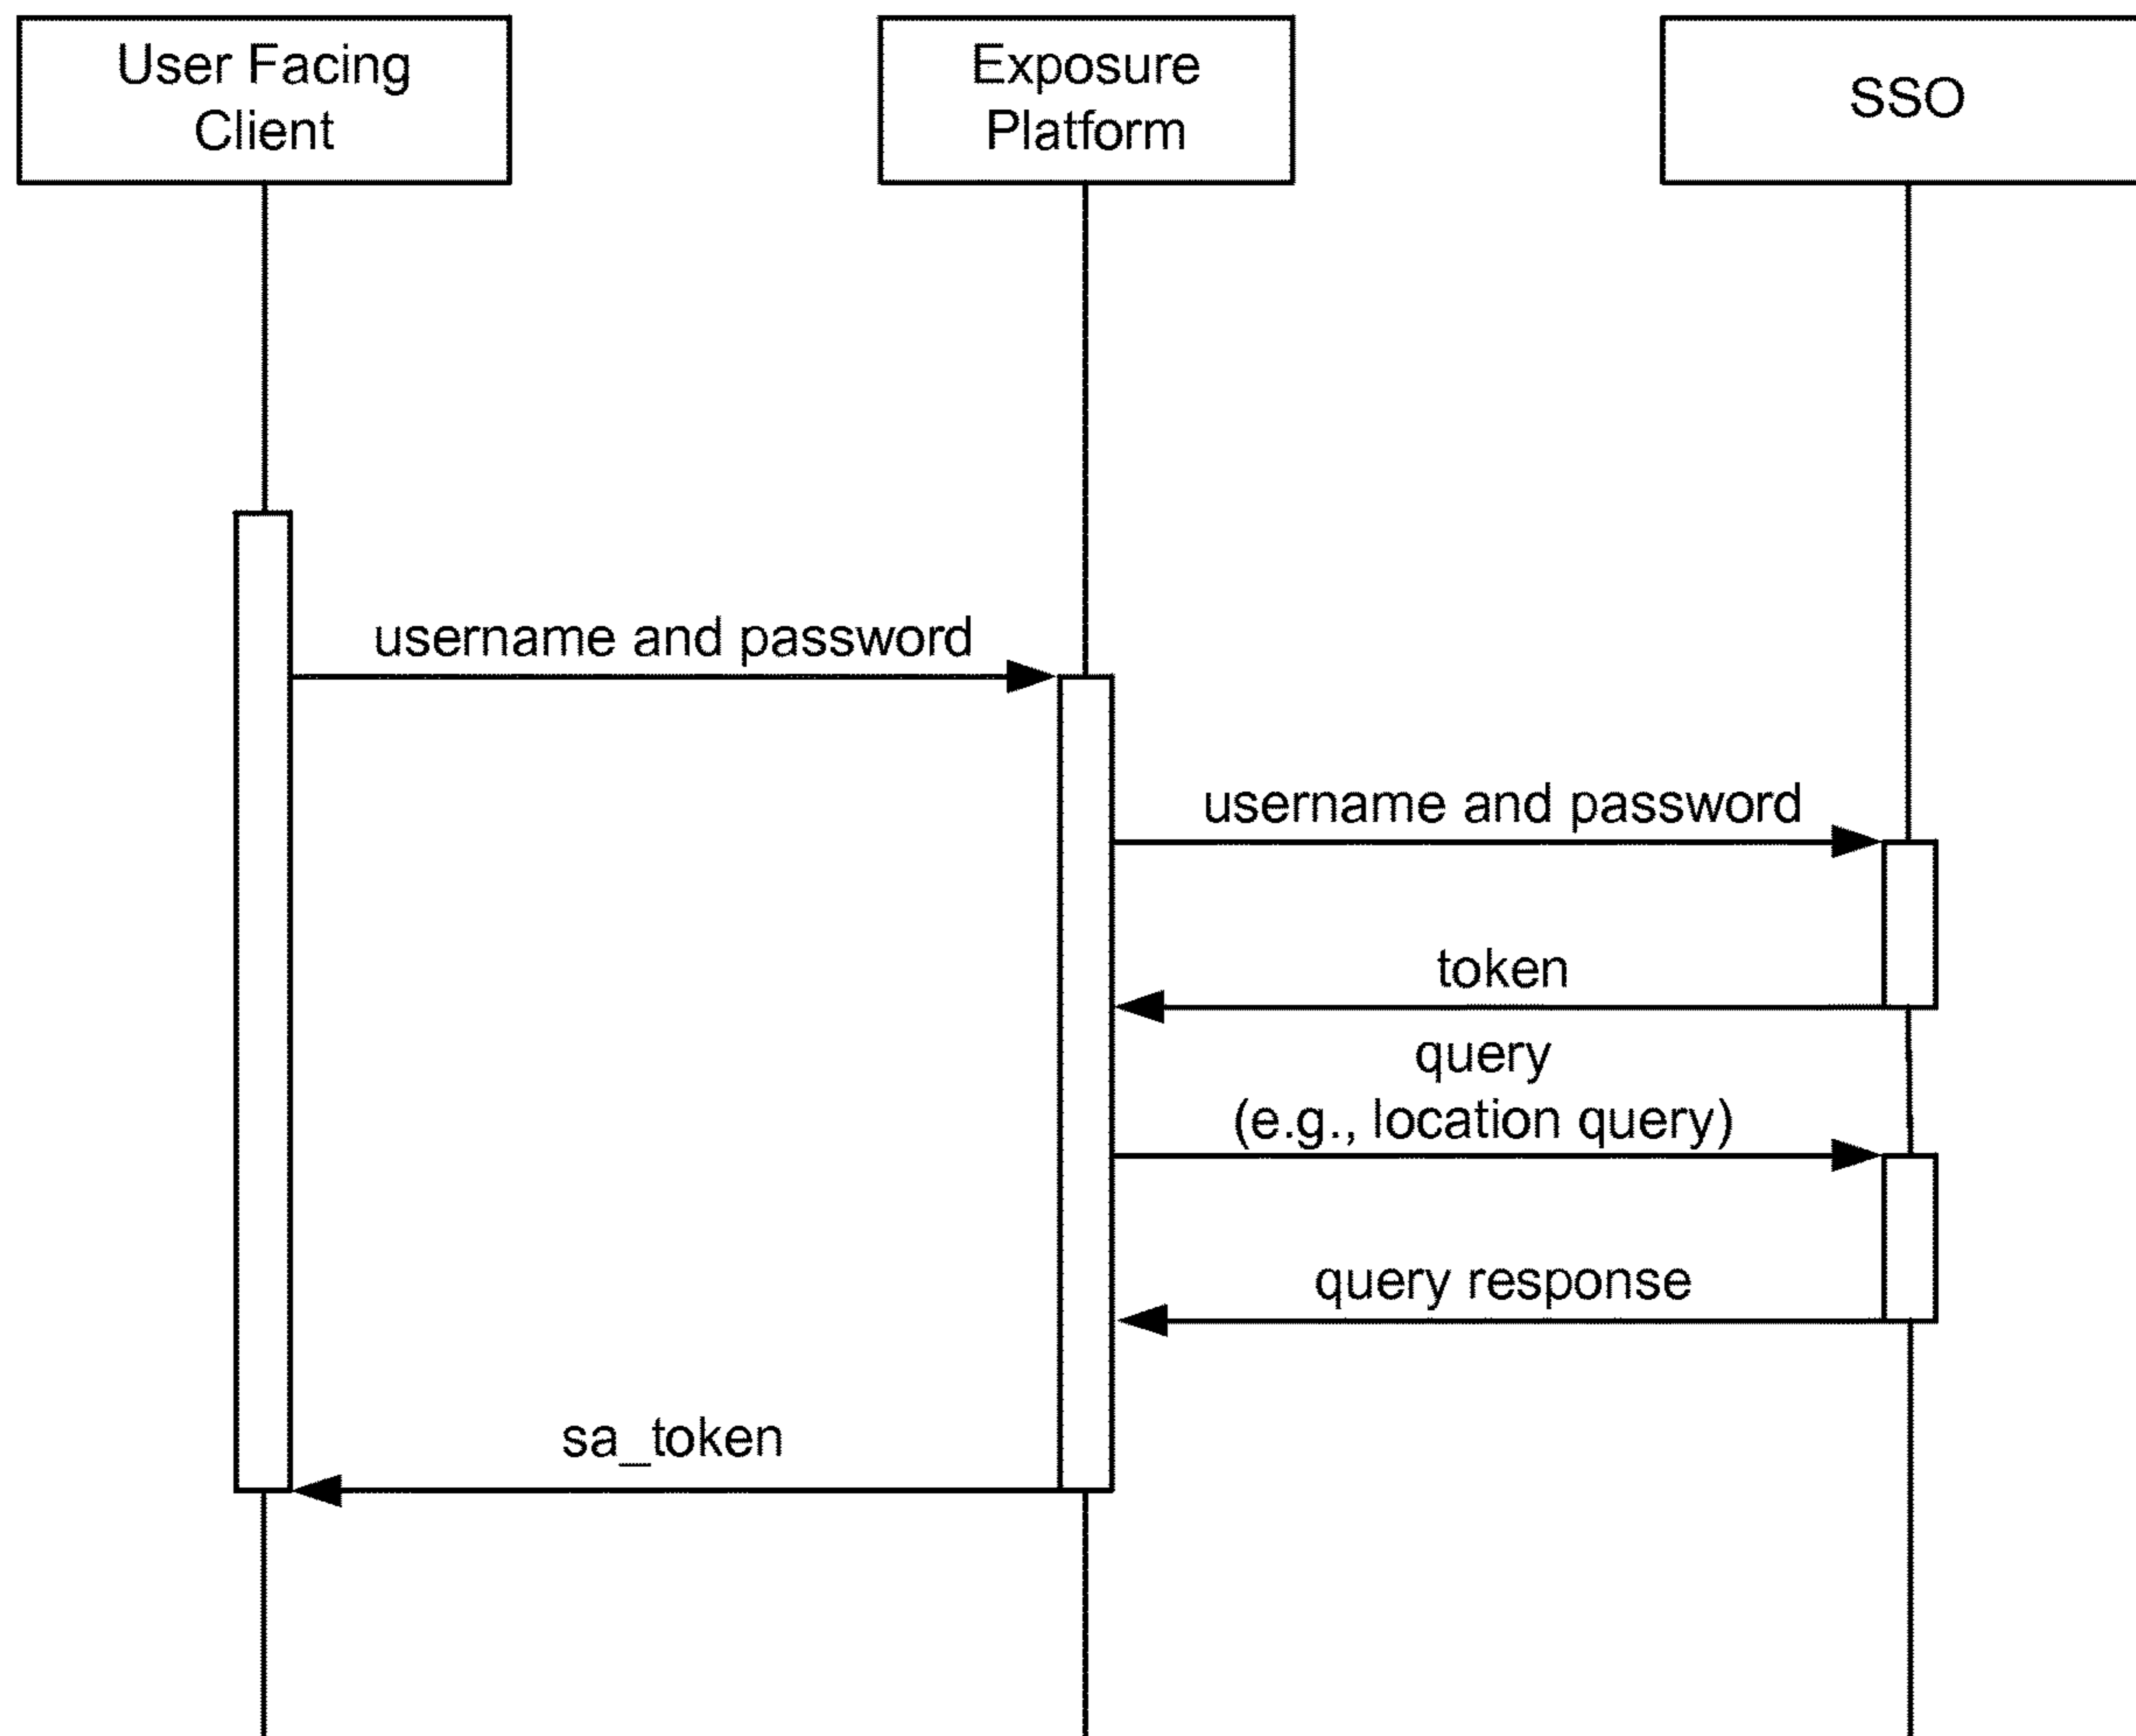 User Facing
Client
Exposure
Platform
SSO
username and password
username and password
token
query
(e.g., location query)
query response
sa_token